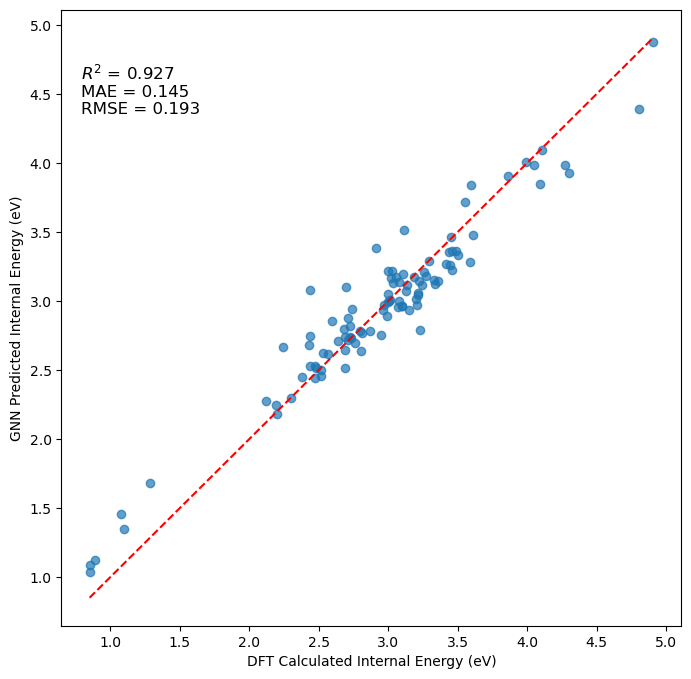 5.0
4.5
4.0
3.5
3.0
2.5
2.0
1.5
1.0
GNN Predicted Internal Energy (eV)
R² = 0.927
MAE = 0.145
RMSE = 0.193
1.0 1.5 2.0 2.5 3.0 3.5 4.0 4.5 5.0
DFT Calculated Internal Energy (eV)